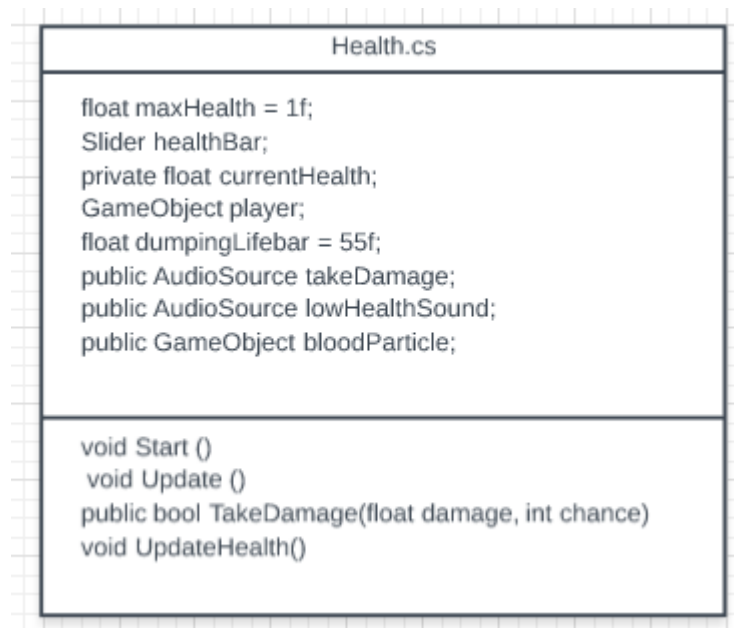 Health.cs
float maxHealth = 1f;
Slider healthBar;
private float currentHealth;
GameObject player;
float dumpingLifebar = 55f;
public AudioSource takeDamage;
public AudioSource lowHealthSound;
public GameObject bloodParticle;
void Start ()
void Update ()
public bool TakeDamage(float damage, int chance)
void UpdateHealth()